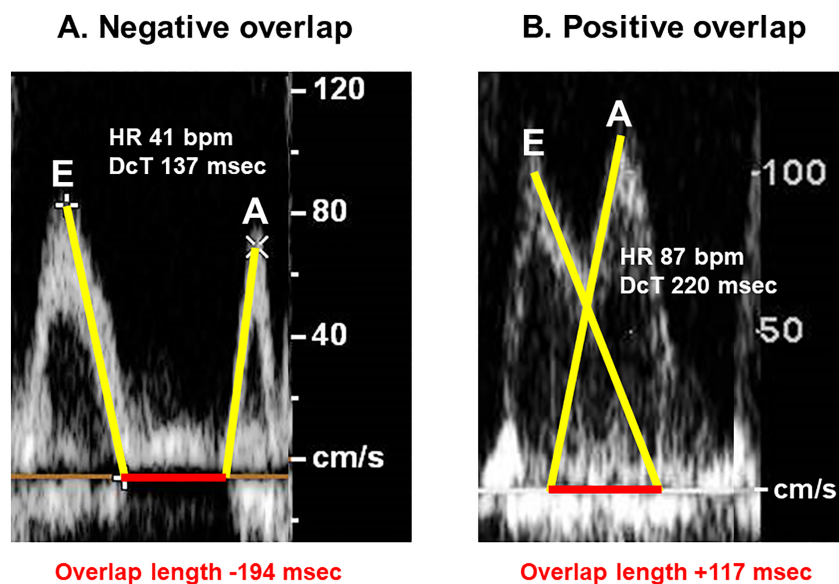 A. Negative overlap
B. Positive overlap
120
HR 41 bpm
DcT 137 msec
E
A
80
40
cm/s
Overlap length -194 msec
A
E
100
HR 87 bpm
DcT 220 msec
50
cm/s
Overlap length +117 msec